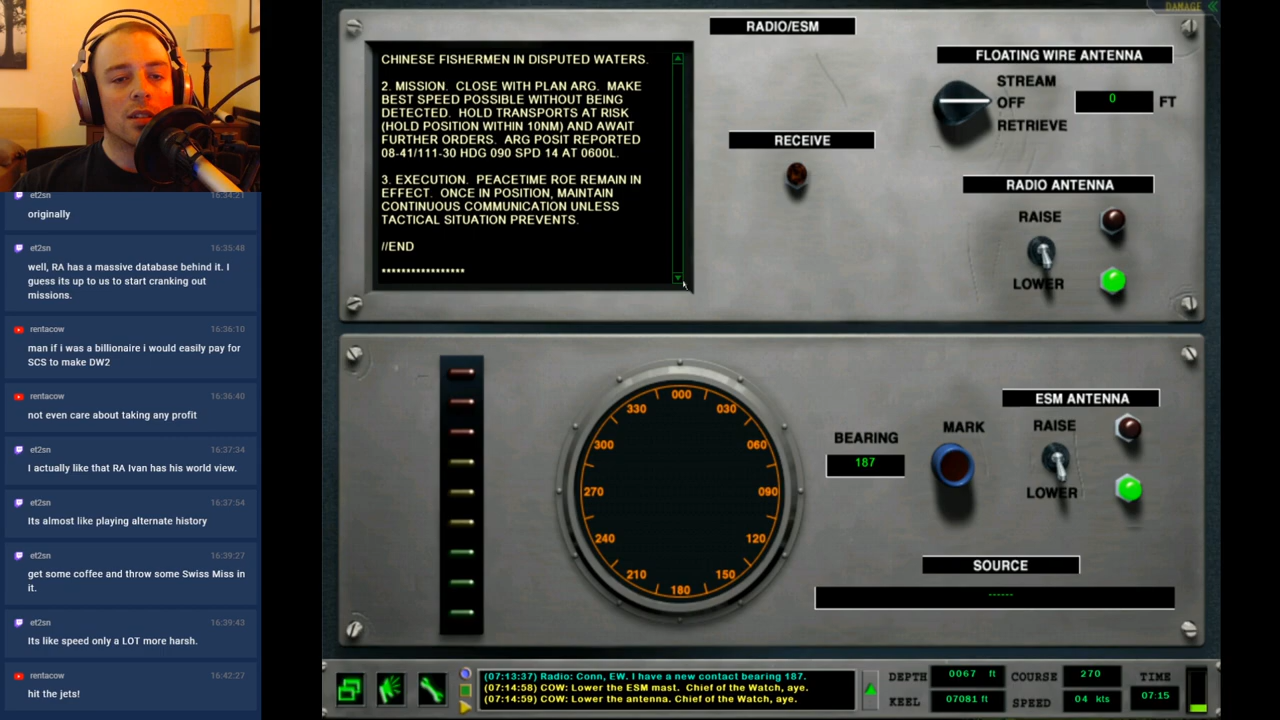 et2sn 16:34:21
originally
et2sn 16:35:48
well, RA has a massive database behind it. I
guess its up to us to start cranking out
missions.
rentacow 16:36:10
man if i was a billionaire i would easily pay for
SCS to make DW2
rentacow 16:36:40
not even care about taking any profit
et2sn 16:37:34
I actually like that RA Ivan has his world view.
et2sn 16:37:54
Its almost like playing alternate history
et2sn 16:39:27
get some coffee and throw some Swiss Miss in
it.
et2sn 16:39:43
Its like speed only a LOT more harsh.
rentacow 16:42:27
hit the jets!
RADIO/ESM
DAMAGE
CHINESE FISHERMEN IN DISPUTED WATERS.
2. MISSION. CLOSE WITH PLAN ARG. MAKE
BEST SPEED POSSIBLE WITHOUT BEING
DETECTED. HOLD TRANSPORTS AT RISK
(HOLD POSITION WITHIN 10NM) AND AWAIT
FURTHER ORDERS. ARG POSIT REPORTED
08-41/111-30 HDG 090 SPD 14 AT 0600L.
3. EXECUTION. PEACETIME ROE REMAIN IN
EFFECT. ONCE IN POSITION, MAINTAIN
CONTINUOUS COMMUNICATION UNLESS
TACTICAL SITUATION PREVENTS.
//END
*****************
RECEIVE
FLOATING WIRE ANTENNA
STREAM
OFF
RETRIEVE
0 FT
RADIO ANTENNA
RAISE
LOWER
000
030
060
090
120
150
180
210
240
270
300
330
BEARING
187
MARK
ESM ANTENNA
RAISE
LOWER
SOURCE
------
(07:13:37) Radio: Conn, EW. I have a new contact bearing 187.
(07:14:58) COW: Lower the ESM mast. Chief of the Watch, aye.
(07:14:59) COW: Lower the antenna. Chief of the Watch, aye.
DEPTH 0067 ft COURSE 270 TIME
KEEL 07081 ft SPEED 04 kts 07:15